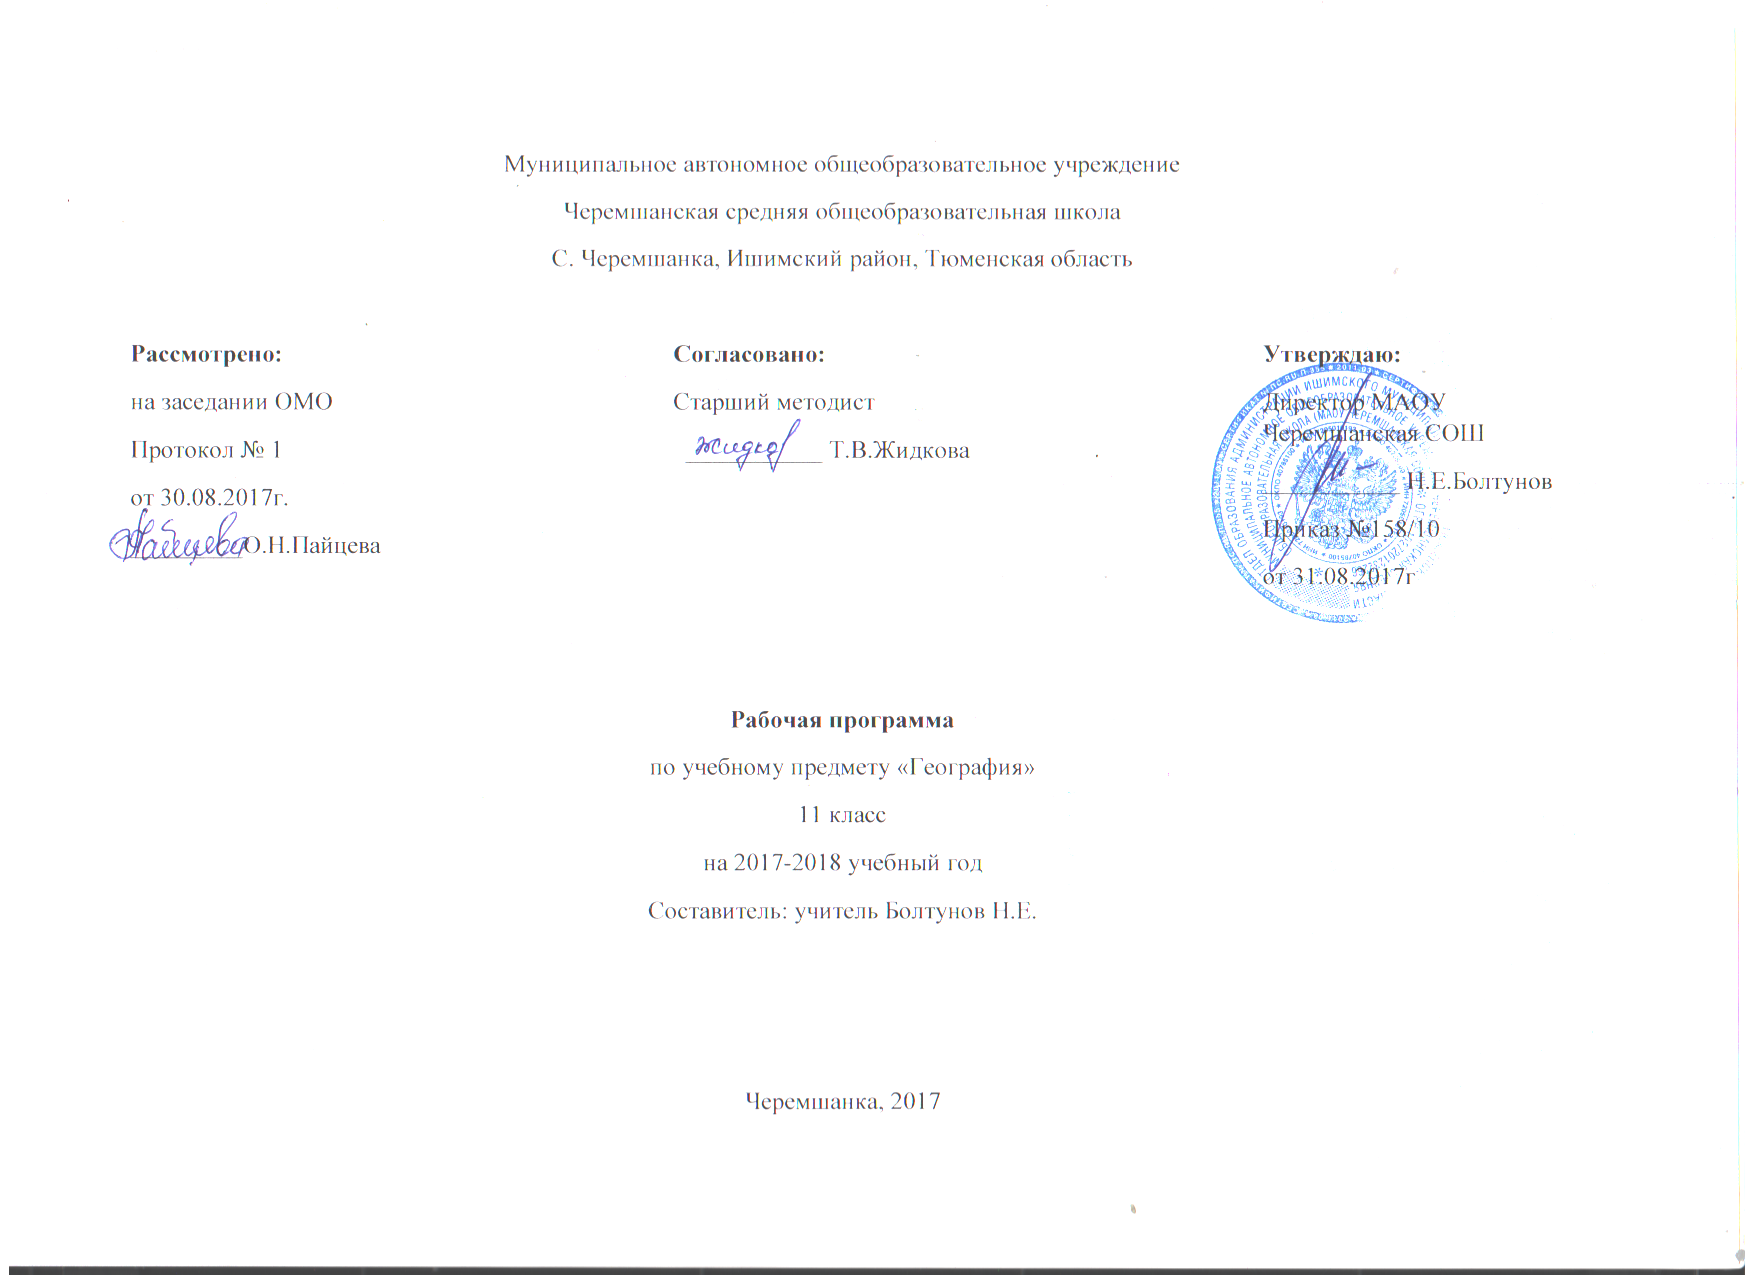 Муниципальное автономное общеобразовательное учреждение
Черемшанская средняя общеобразовательная школа
С. Черемшанка, Ишимский район, Тюменская область
Рассмотрено:
на заседании ОМО
Протокол № 1
от 30.08.2017г.
О.Н.Пайцева
Согласовано:
Старший методист
Жидков Т.В.Жидкова
Утверждаю:
Директор МАОУ
Черемшанская СОШ
Н.Е.Болтунов
Приказ №158/10
от 31.08.2017г
Рабочая программа
по учебному предмету «География»
11 класс
на 2017-2018 учебный год
Составитель: учитель Болтунов Н.Е.
Черемшанка, 2017